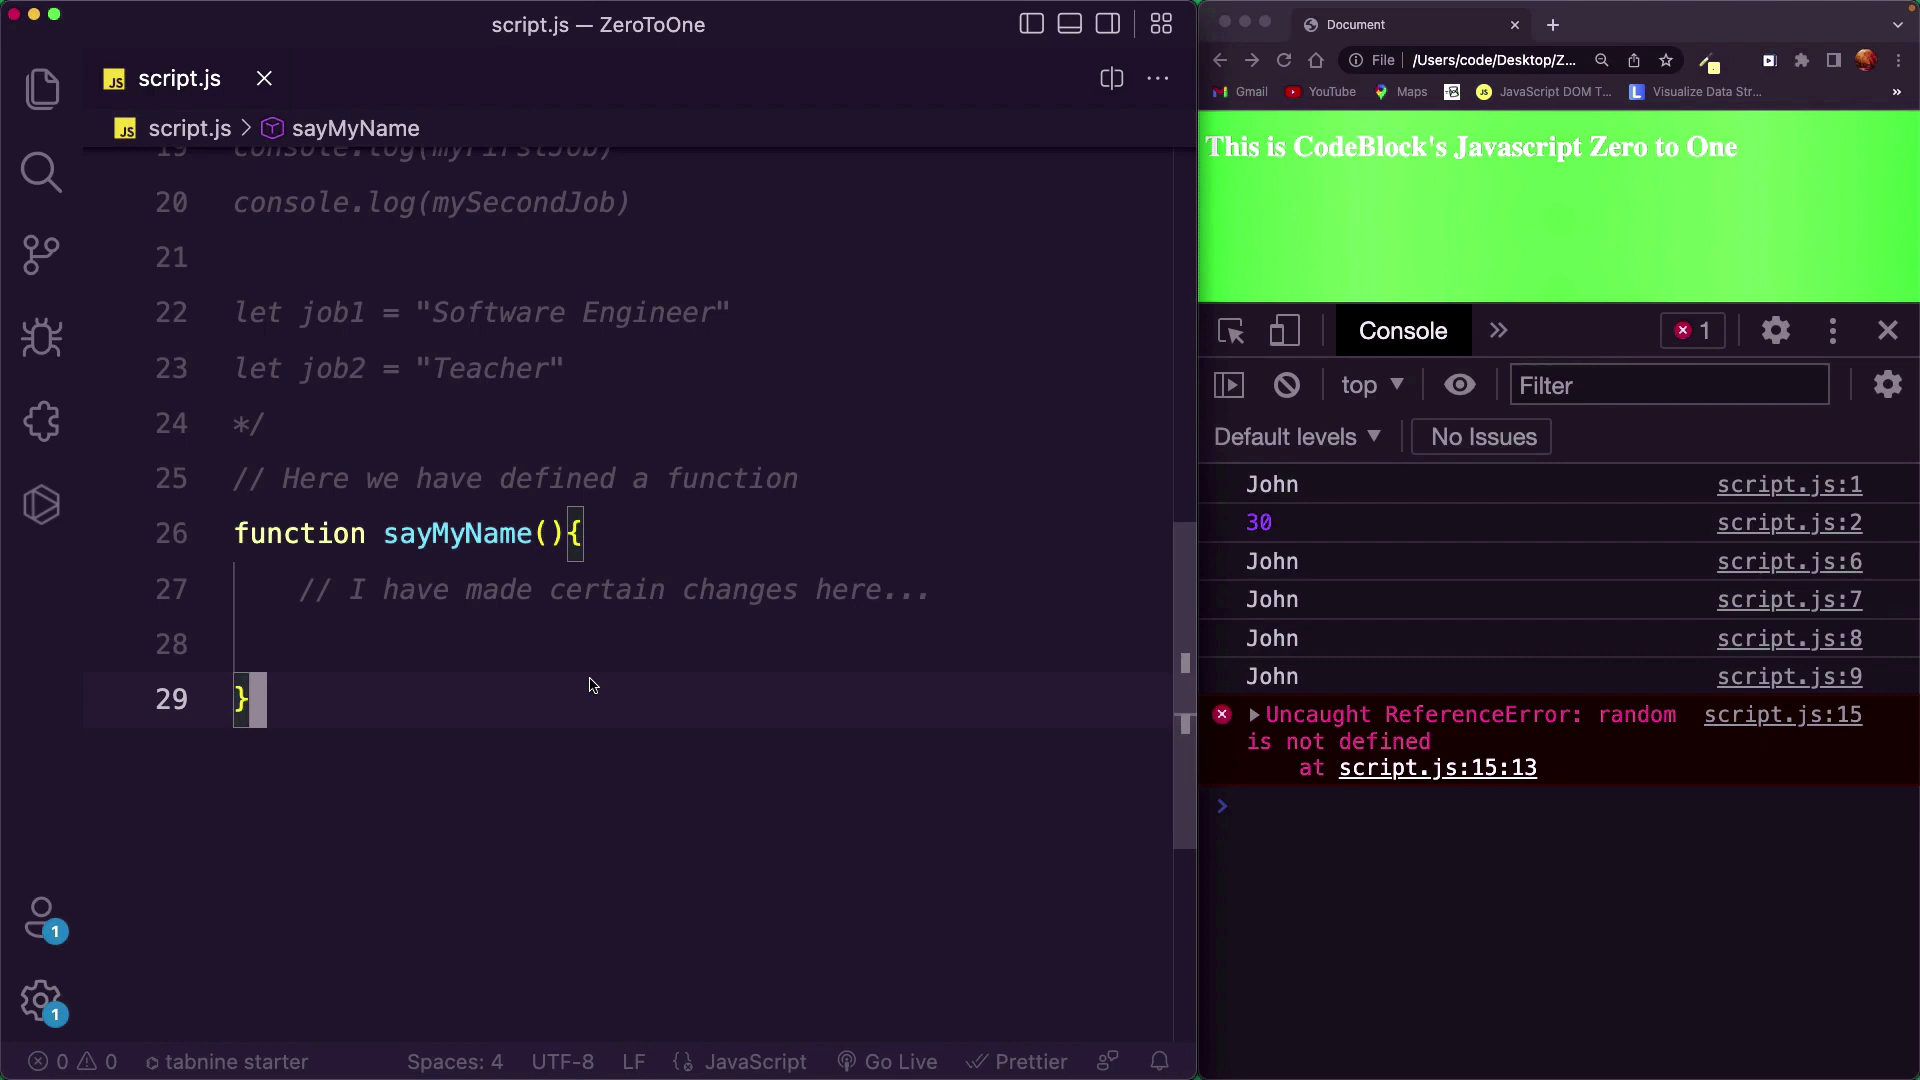 script.js — ZeroToOne
script.js
script.js > sayMyName
19 console.log(myFirstJob)
20 console.log(mySecondJob)
21
22 let job1 = "Software Engineer"
23 let job2 = "Teacher"
24 */
25 // Here we have defined a function
26 function sayMyName(){
27 // I have made certain changes here...
28
29 }
1
1
0 0 tabnine starter Spaces: 4 UTF-8 LF JavaScript Go Live Prettier
Document
File /Users/code/Desktop/Z...
Gmail YouTube Maps JavaScript DOM T... Visualize Data Str... »
This is CodeBlock's Javascript Zero to One
Console 1
top Filter
Default levels No Issues
John script.js:1
30 script.js:2
John script.js:6
John script.js:7
John script.js:8
John script.js:9
Uncaught ReferenceError: random script.js:15
is not defined
at script.js:15:13